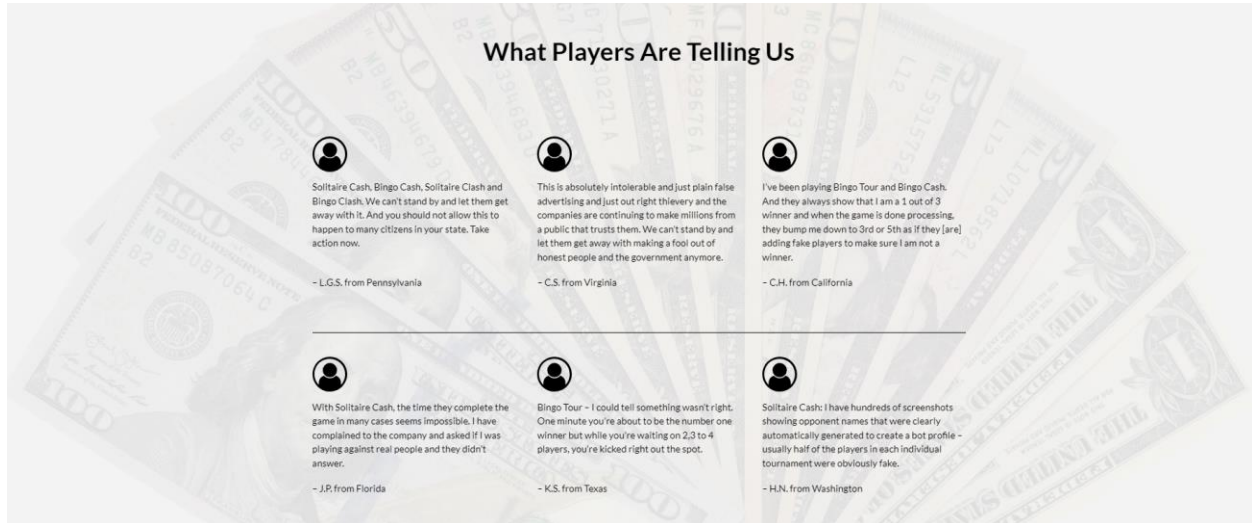 What Players Are Telling Us
Solitaire Cash, Bingo Cash, Solitaire Clash and
Bingo Clash. We can't stand by and let them get
away with it. And you should not allow this to
happen to many citizens in your state. Take
action now.
– L.G.S. from Pennsylvania
This is absolutely intolerable and just plain false
advertising and just out right thievery and the
companies are continuing to make millions from
a public that trusts them. We can't stand by and
let them get away with making a fool out of
honest people and the government anymore.
– C.S. from Virginia
I've been playing Bingo Tour and Bingo Cash.
And they always show that I am a 1 out of 3
winner and when the game is done processing,
they bump me down to 3rd or 5th as if they [are]
adding fake players to make sure I am not a
winner.
– C.H. from California
With Solitaire Cash, the time they complete the
game in many cases seems impossible. I have
complained to the company and asked if I was
playing against real people and they didn't
answer.
– J.P. from Florida
Bingo Tour – I could tell something wasn't right.
One minute you're about to be the number one
winner but while you're waiting on 2,3 to 4
players, you're kicked right out the spot.
– K.S. from Texas
Solitaire Cash: I have hundreds of screenshots
showing opponent names that were clearly
automatically generated to create a bot profile –
usually half of the players in each individual
tournament were obviously fake.
– H.N. from Washington